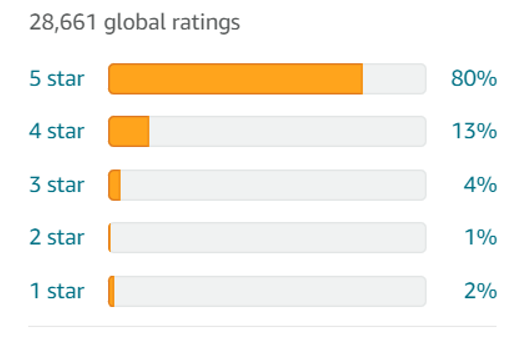 28,661 global ratings
5 star 80%
4 star 13%
3 star 4%
2 star 1%
1 star 2%